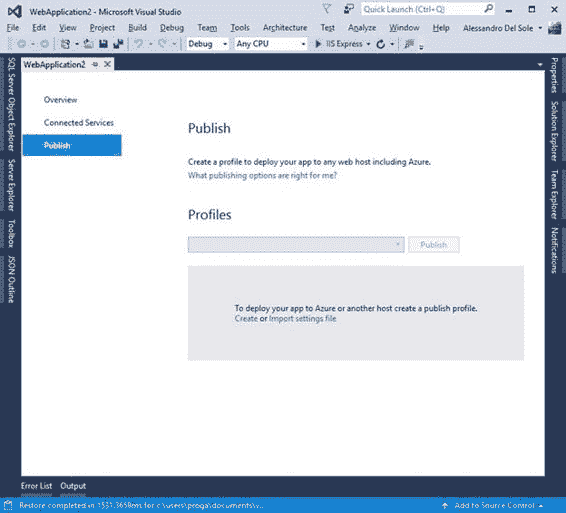 WebApplication2 - Microsoft Visual Studio
Quick Launch (Ctrl+Q)
File Edit View Project Build Debug Team Tools Architecture Test Analyze Window Help Alessandro Del Sole
Debug Any CPU IIS Express
WebApplication2
SQL Server Object Explorer
Server Explorer
Toolbox
JSON Outline
Overview
Connected Services
Publish
Publish
Create a profile to deploy your app to any web host including Azure.
What publishing options are right for me?
Profiles
Publish
To deploy your app to Azure or another host create a publish profile.
Create or Import settings file
Properties
Solution Explorer
Team Explorer
Notifications
Error List Output
Restore completed in for c:\users\proga\documents\v...
Add to Source Control